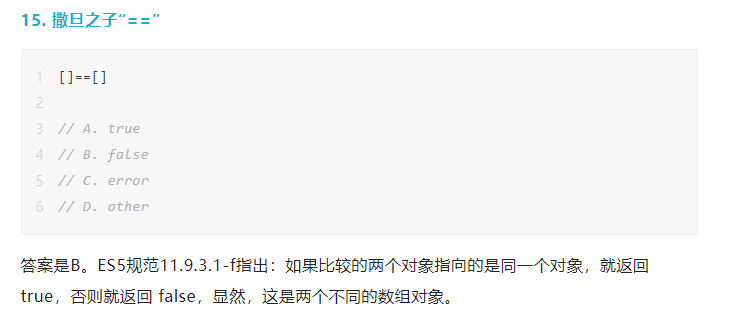 15. 撒旦之子“==”
1 []==[]
2
3 // A. true
4 // B. false
5 // C. error
6 // D. other
答案是B。ES5规范11.9.3.1-f指出：如果比较的两个对象指向的是同一个对象，就返回
true，否则就返回 false，显然，这是两个不同的数组对象。